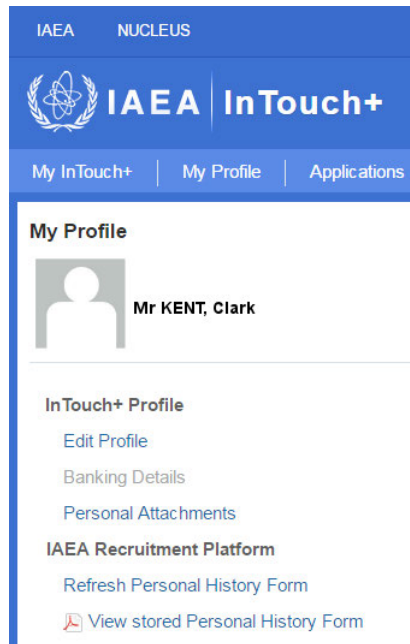 IAEA NUCLEUS
IAEA InTouch+
My InTouch+ My Profile Applications
My Profile
Mr KENT, Clark
InTouch+ Profile
Edit Profile
Banking Details
Personal Attachments
IAEA Recruitment Platform
Refresh Personal History Form
View stored Personal History Form